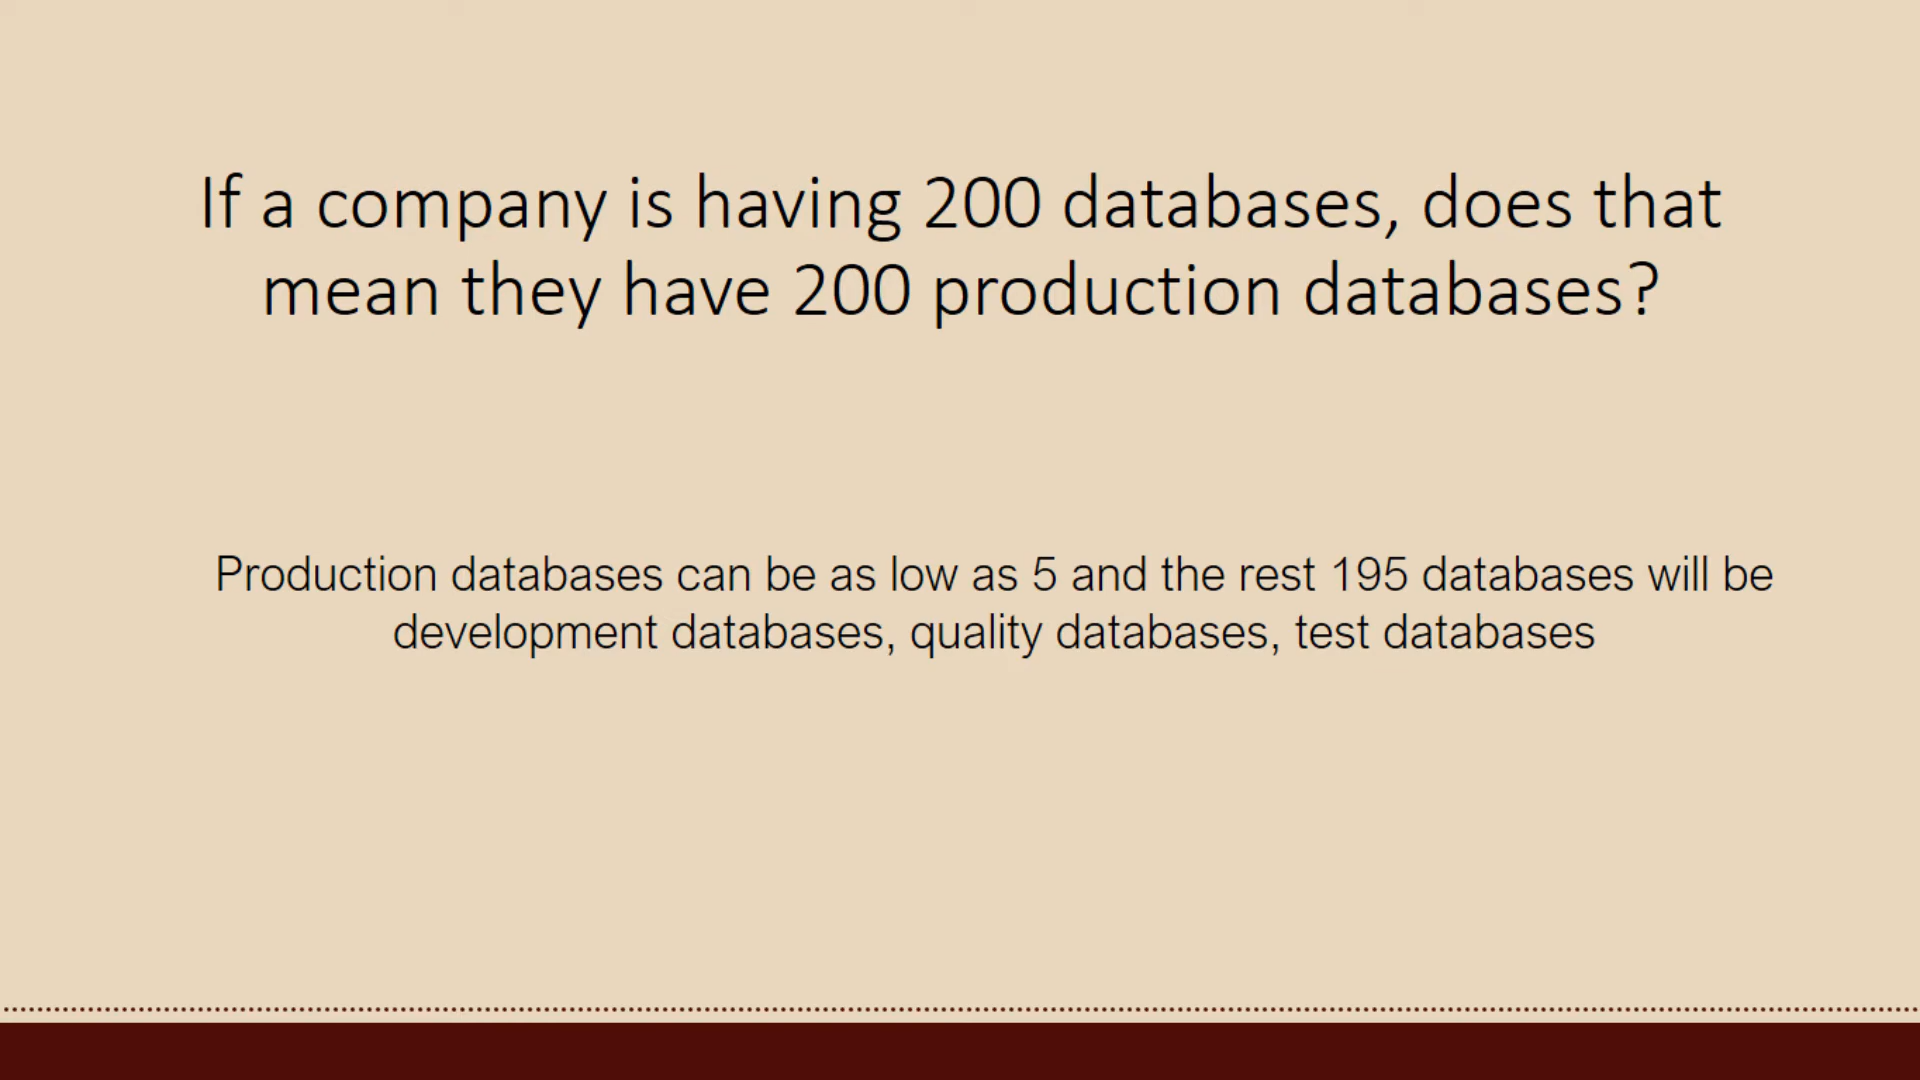 If a company is having 200 databases, does that
mean they have 200 production databases?
Production databases can be as low as 5 and the rest 195 databases will be
development databases, quality databases, test databases